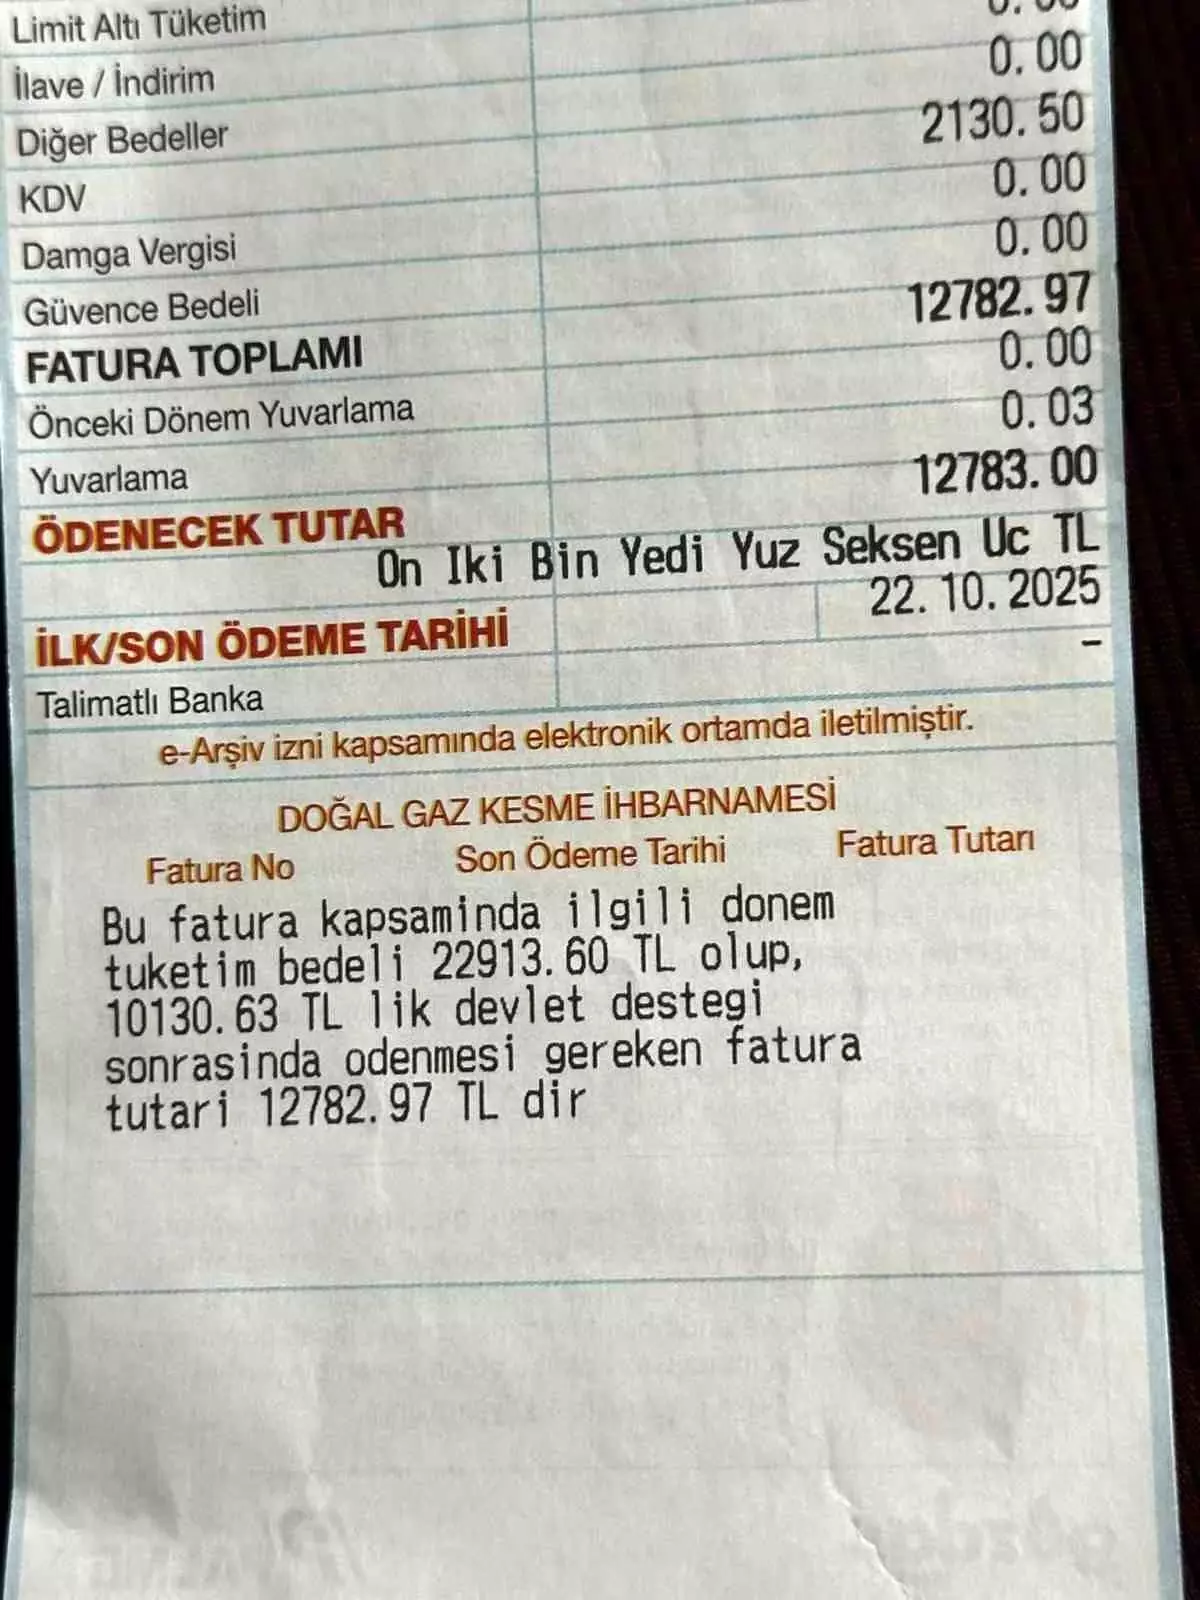 Limit Altı Tüketim
İlave / İndirim 0.00
Diğer Bedeller 2130.50
KDV 0.00
Damga Vergisi 0.00
Güvence Bedeli 12782.97
FATURA TOPLAMI 0.00
Önceki Dönem Yuvarlama 0.03
Yuvarlama 12783.00
ÖDENECEK TUTAR
On Iki Bin Yedi Yuz Seksen Uc TL
22.10.2025
İLK/SON ÖDEME TARİHİ -
Talimatlı Banka
e-Arşiv izni kapsamında elektronik ortamda iletilmiştir.
DOĞAL GAZ KESME İHBARNAMESİ
Fatura No Son Ödeme Tarihi Fatura Tutarı
Bu fatura kapsaminda ilgili donem
tuketim bedeli 22913.60 TL olup,
10130.63 TL lik devlet destegi
sonrasinda odenmesi gereken fatura
tutari 12782.97 TL dir